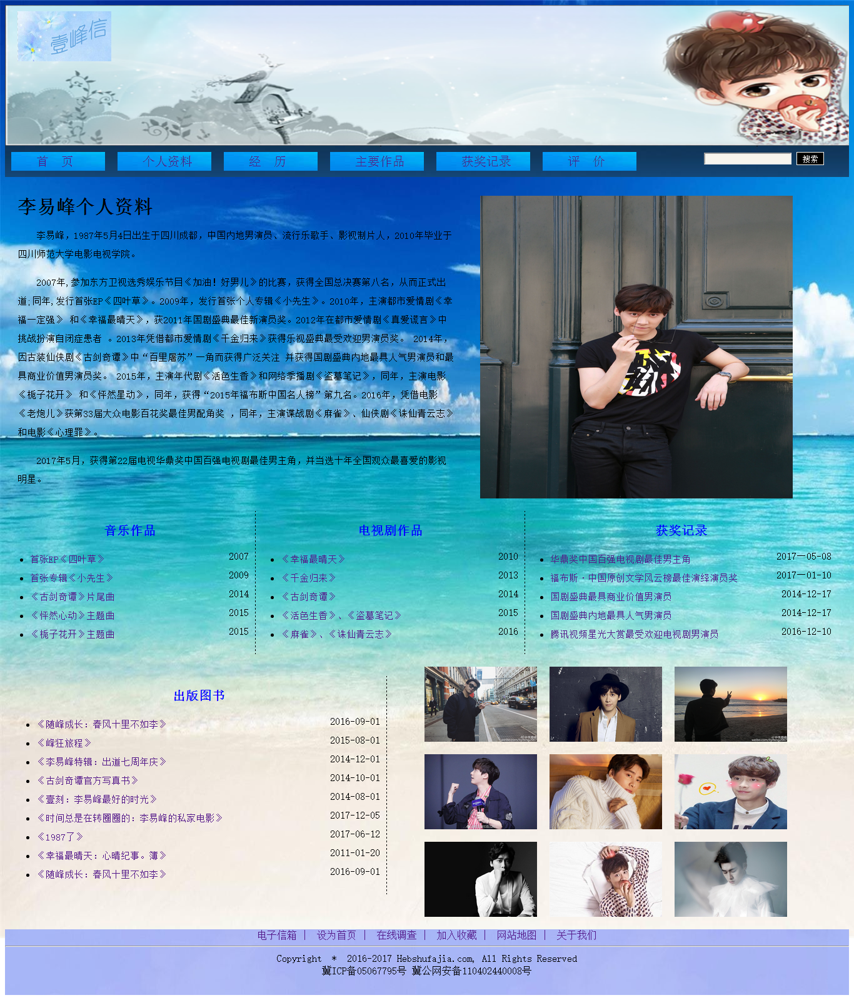 壹峰信
首 页 个人资料 经 历 主要作品 获奖记录 评 价 搜索
李易峰个人资料
李易峰，1987年5月4日出生于四川成都，中国内地男演员、流行乐歌手、影视制片人，2010年毕业于
四川师范大学电影电视学院。
2007年,参加东方卫视选秀娱乐节目《加油！好男儿》的比赛，获得全国总决赛第八名，从而正式出
道;同年,发行首张EP《四叶草》。2009年，发行首张个人专辑《小先生》。2010年，主演都市爱情剧《幸
福一定强》 和《幸福最晴天》，获2011年国剧盛典最佳新演员奖。2012年在都市爱情剧《真爱谎言》中
挑战扮演自闭症患者 。2013年凭借都市爱情剧《千金归来》获得乐视盛典最受欢迎男演员奖。 2014年，
因古装仙侠剧《古剑奇谭》中“百里屠苏”一角而获得广泛关注 并获得国剧盛典内地最具人气男演员和最
具商业价值男演员奖。 2015年，主演年代剧《活色生香》和网络季播剧《盗墓笔记》，同年，主演电影
《栀子花开》 和《怦然星动》，同年，获得“2015年福布斯中国名人榜”第九名。2016年，凭借电影
《老炮儿》获第33届大众电影百花奖最佳男配角奖 ，同年，主演谍战剧《麻雀》、仙侠剧《诛仙青云志》
和电影《心理罪》。
2017年5月，获得第22届电视华鼎奖中国百强电视剧最佳男主角，并当选十年全国观众最喜爱的影视
明星。
音乐作品
首张EP《四叶草》 2007
首张专辑《小先生》 2009
《古剑奇谭》片尾曲 2014
《怦然心动》主题曲 2015
《栀子花开》主题曲 2015
电视剧作品
《幸福最晴天》 2010
《千金归来》 2013
《古剑奇谭》 2014
《活色生香》、《盗墓笔记》 2015
《麻雀》、《诛仙青云志》 2016
获奖记录
华鼎奖中国百强电视剧最佳男主角 2017一05-08
福布斯·中国原创文学风云榜最佳演绎演员奖 2017一01-10
国剧盛典最具商业价值男演员 2014-12-17
国剧盛典内地最具人气男演员 2014-12-17
腾讯视频星光大赏最受欢迎电视剧男演员 2016-12-10
出版图书
《随峰成长：春风十里不如李》 2016-09-01
《峰狂旅程》 2015-08-01
《李易峰特辑：出道七周年庆》 2014-12-01
《古剑奇谭官方写真书》 2014-10-01
《壹刻：李易峰最好的时光》 2014-08-01
《时间总是在转圈圈的：李易峰的私家电影》 2017-12-05
《1987了》 2017-06-12
《幸福最晴天：心晴纪事。薄》 2011-01-20
《随峰成长：春风十里不如李》 2016-09-01
电子信箱 | 设为首页 | 在线调查 | 加入收藏 | 网站地图 | 关于我们
Copyright * 2016-2017 Hebshufajia.com, All Rights Reserved
冀ICP备05067795号 冀公网安备110402440008号